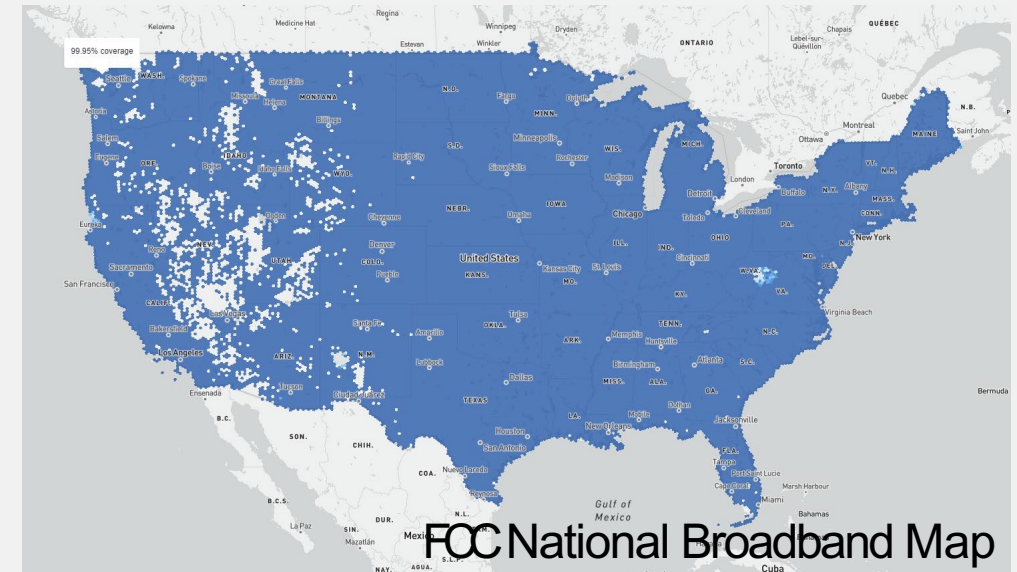 Regina
Medicine Hat
Kelowna
Winnipeg
Dryden
Chapais
QUÉBEC
Lebel-sur-
Quévillon
Estevan
Winkler
ONTARIO
99.95% coverage
Seattle
WASH.
Spokane
Great Falls
Missoula
Helena
MONTANA
N.D.
Fargo
Duluth
Quebec
N.B.
Astoria
Billings
MINN.
Montreal
Ottawa
MAINE
Saint John
Salem
Minneapolis
Eugene
ORE.
IDAHO
Boise
Idaho Falls
WYO.
Rapid City
S.D.
Sioux Falls
Rochester
WIS.
MICH.
Toronto
VT.
N.H.
Madison
London
Detroit
Buffalo
N.Y.
Albany
MASS.
CONN.
Eureka
Ogden
Cheyenne
NEBR.
Omaha
IOWA
Chicago
Toledo
Cleveland
PA.
Reno
NEV.
UTAH
Denver
COLO.
Pueblo
United States
KANS.
Kansas City
MO.
St. Louis
ILL.
IND.
OHIO
Cincinnati
W.VA.
VA.
MD.
DEL.
N.J.
New York
Sacramento
San Francisco
CALIF.
Las Vegas
KY.
Virginia Beach
Bakersfield
Santa Fe
Amarillo
OKLA.
Tulsa
ARK.
Memphis
TENN.
Huntsville
N.C.
Los Angeles
ARIZ.
N.M.
Lubbock
Birmingham
Atlanta
S.C.
Tucson
Ciudad Juárez
Dallas
MISS.
ALA.
GA.
Bermuda
Ensenada
B.C.
TEXAS
LA.
Mobile
Dothan
New Orleans
Jacksonville
SON.
CHIH.
Houston
San Antonio
FLA.
Tampa
COA.
Nuevo Laredo
Port Saint Lucie
Cape Coral
Marsh Harbour
B.C.S.
Reynosa
Gulf of
Mexico
Miami
Bahamas
N.L.
DUR.
La Paz
SIN.
Mazatlán
Mexico
FCC National Broadband Map
NAY.
AGUA.
S.L.P.
Cuba